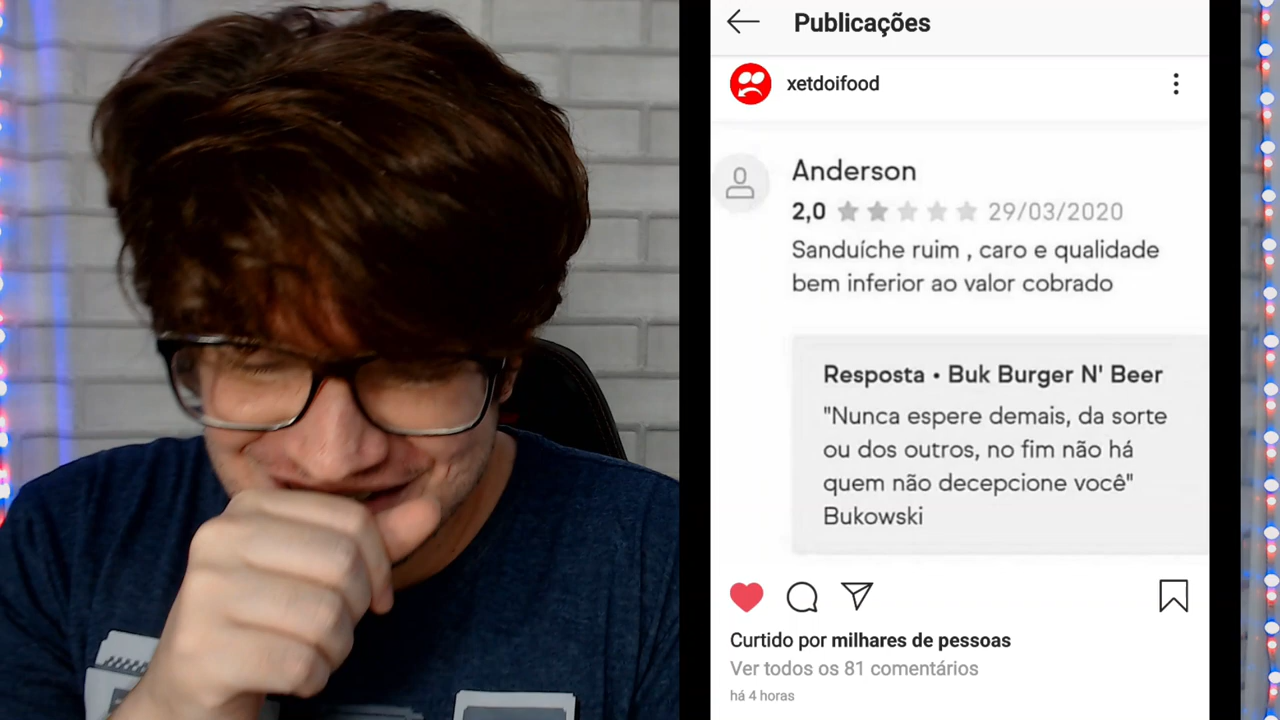 Publicações
xetdoifood
Anderson
2,0 29/03/2020
Sanduíche ruim , caro e qualidade
bem inferior ao valor cobrado
Resposta • Buk Burger N' Beer
"Nunca espere demais, da sorte
ou dos outros, no fim não há
quem não decepcione você"
Bukowski
Curtido por milhares de pessoas
Ver todos os 81 comentários
há 4 horas